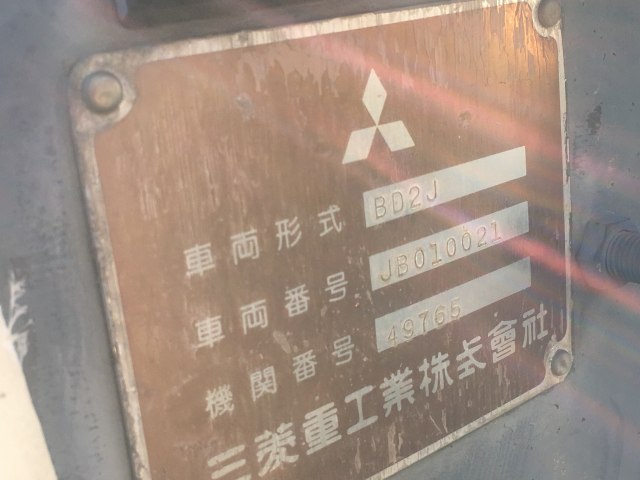 車両形式 BD2J
車両番号 JB010021
機関番号 49765
三菱重工業株式會社